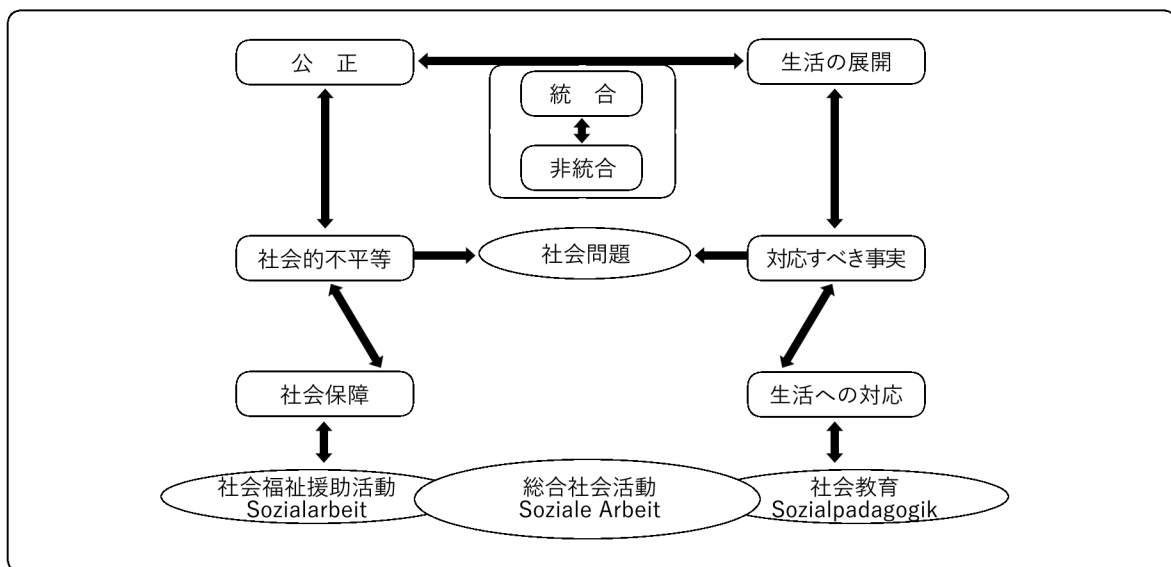 公　正
生活の展開
統　合
非統合
社会的不平等
社会問題
対応すべき事実
社会保障
生活への対応
社会福祉援助活動
Sozialarbeit
総合社会活動
Soziale Arbeit
社会教育
Sozialpadagogik